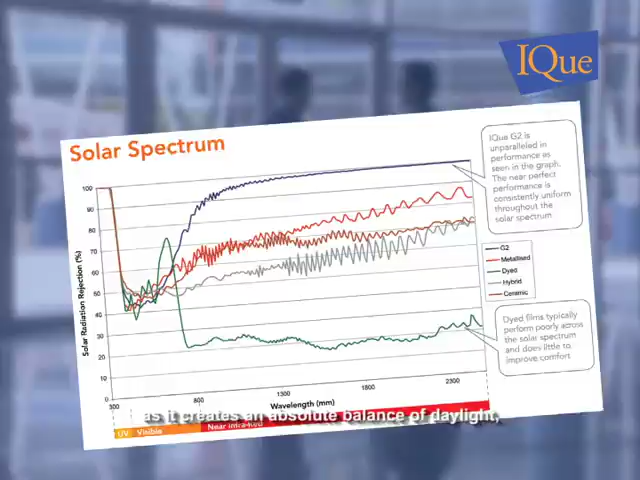 IQue
Solar Spectrum
IQue G2 is
unparalleled in
performance as
seen in the graph.
The near perfect
performance is
consistently uniform
throughout the
solar spectrum
Solar Radiation Rejection (%)
100
90
80
70
60
50
40
30
20
10
0
300
800
1300
1800
2300
Wavelength (mm)
G2
Metallised
Dyed
Hybrid
Ceramic
Dyed films typically
perform poorly across
the solar spectrum
and does little to
improve comfort
as it creates an absolute balance of daylight,
UV
Visible
Near Infra-Red